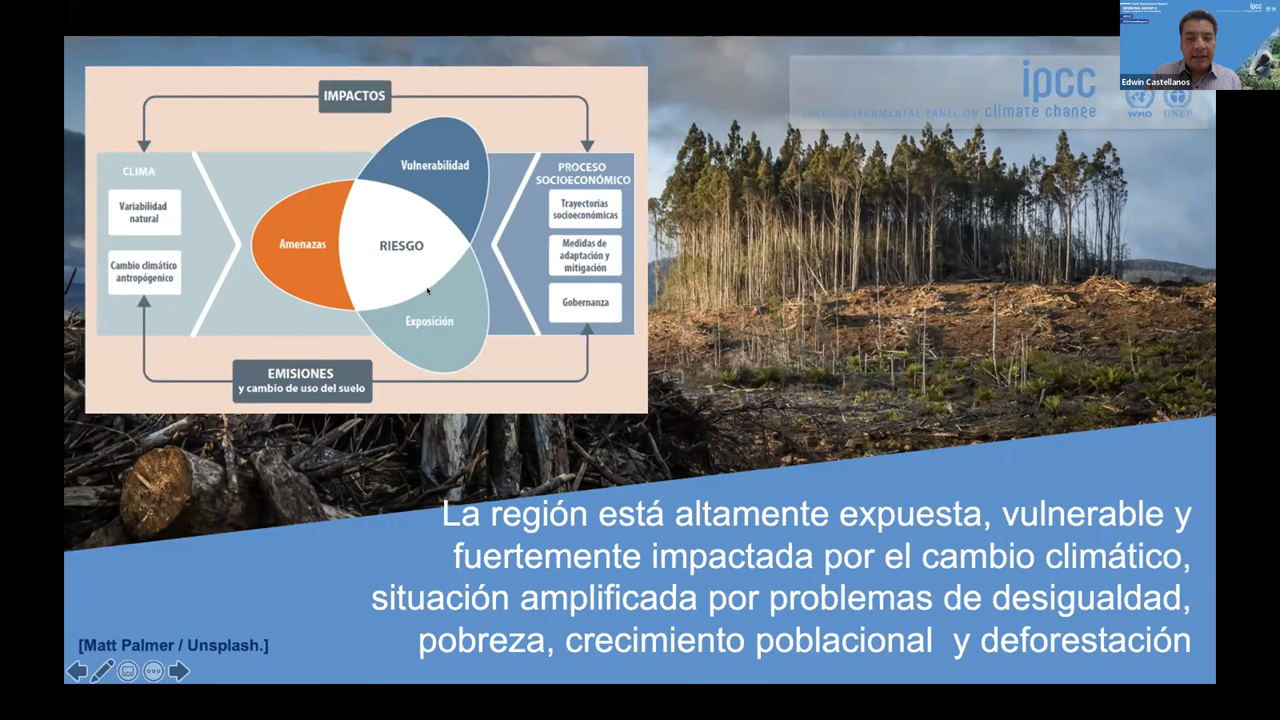 IMPACTOS
CLIMA
Variabilidad
natural
Cambio climático
antropógenico
Amenazas
Vulnerabilidad
RIESGO
Exposición
PROCESO
SOCIOECONÓMICO
Trayectorias
socioeconómicas
Medidas de
adaptación y
mitigación
Gobernanza
EMISIONES
y cambio de uso del suelo
ipcc
INTERGOVERNMENTAL PANEL ON climate change
WMO
UNEP
ipcc
Edwin Castellanos
La región está altamente expuesta, vulnerable y
fuertemente impactada por el cambio climático,
situación amplificada por problemas de desigualdad,
pobreza, crecimiento poblacional y deforestación
[Matt Palmer / Unsplash.]